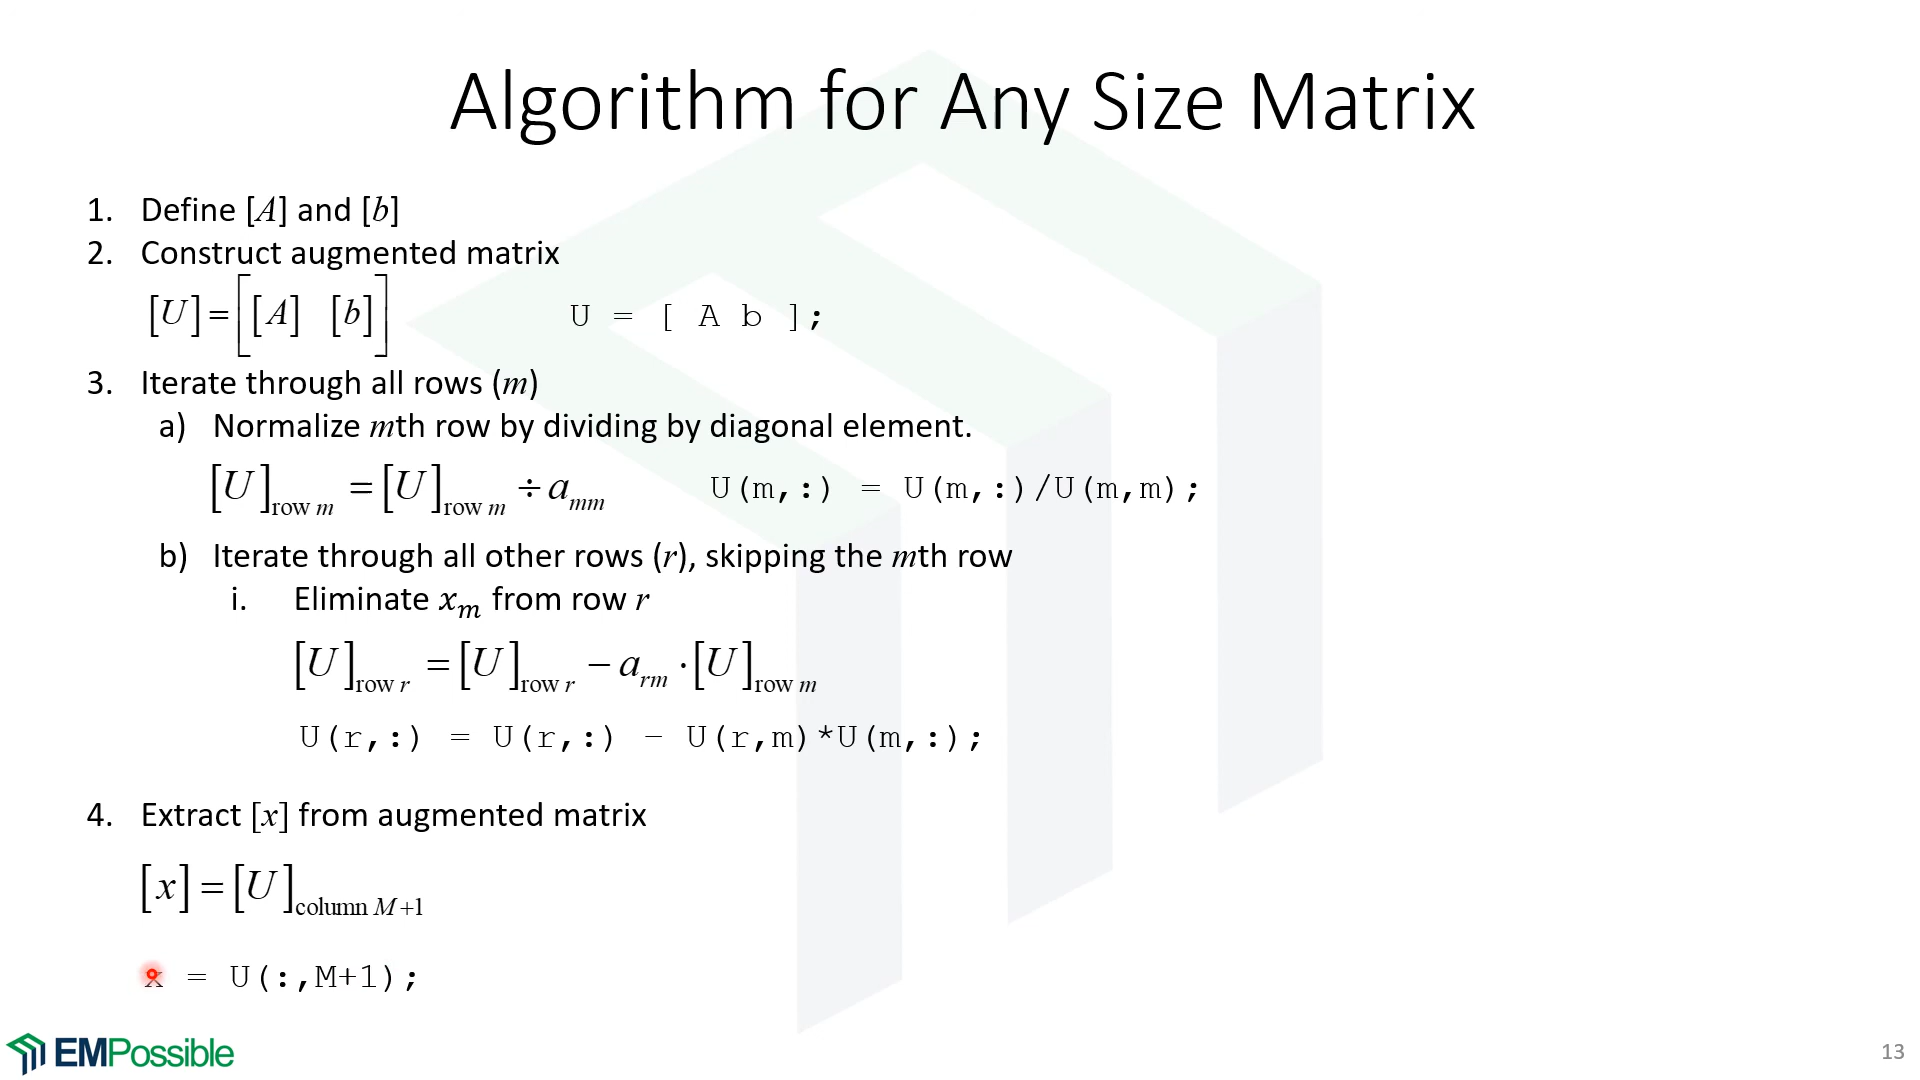 Algorithm for Any Size Matrix
1. Define [A] and [b]
2. Construct augmented matrix
[U] = [[A] [b]] U = [ A b ];
3. Iterate through all rows (m)
a) Normalize mth row by dividing by diagonal element.
[U]row m = [U]row m ÷ amm U(m,:) = U(m,:)/U(m,m);
b) Iterate through all other rows (r), skipping the mth row
i. Eliminate xm from row r
[U]row r = [U]row r − arm · [U]row m
U(r,:) = U(r,:) - U(r,m)*U(m,:);
4. Extract [x] from augmented matrix
[x] = [U]column M+1
x = U(:,M+1);
EMPossible
13